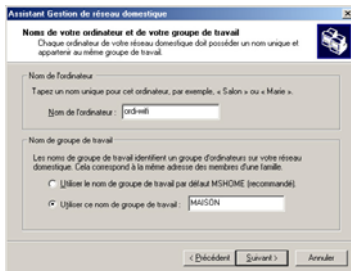 Assistant Gestion de réseau domestique
Noms de votre ordinateur et de votre groupe de travail
Chaque ordinateur de votre réseau domestique doit posséder un nom unique et
appartenir au même groupe de travail.
Nom de l'ordinateur
Tapez un nom unique pour cet ordinateur, par exemple, « Salon » ou « Marie ».
Nom de l'ordinateur : ordi-wifi
Nom de groupe de travail
Les noms de groupe de travail identifient un groupe d'ordinateurs sur votre réseau
domestique. Cela correspond à la même adresse des membres d'une famille.
Utiliser le nom de groupe de travail par défaut MSHOME (recommandé).
Utiliser ce nom de groupe de travail : MAISON
< Précédent Suivant > Annuler